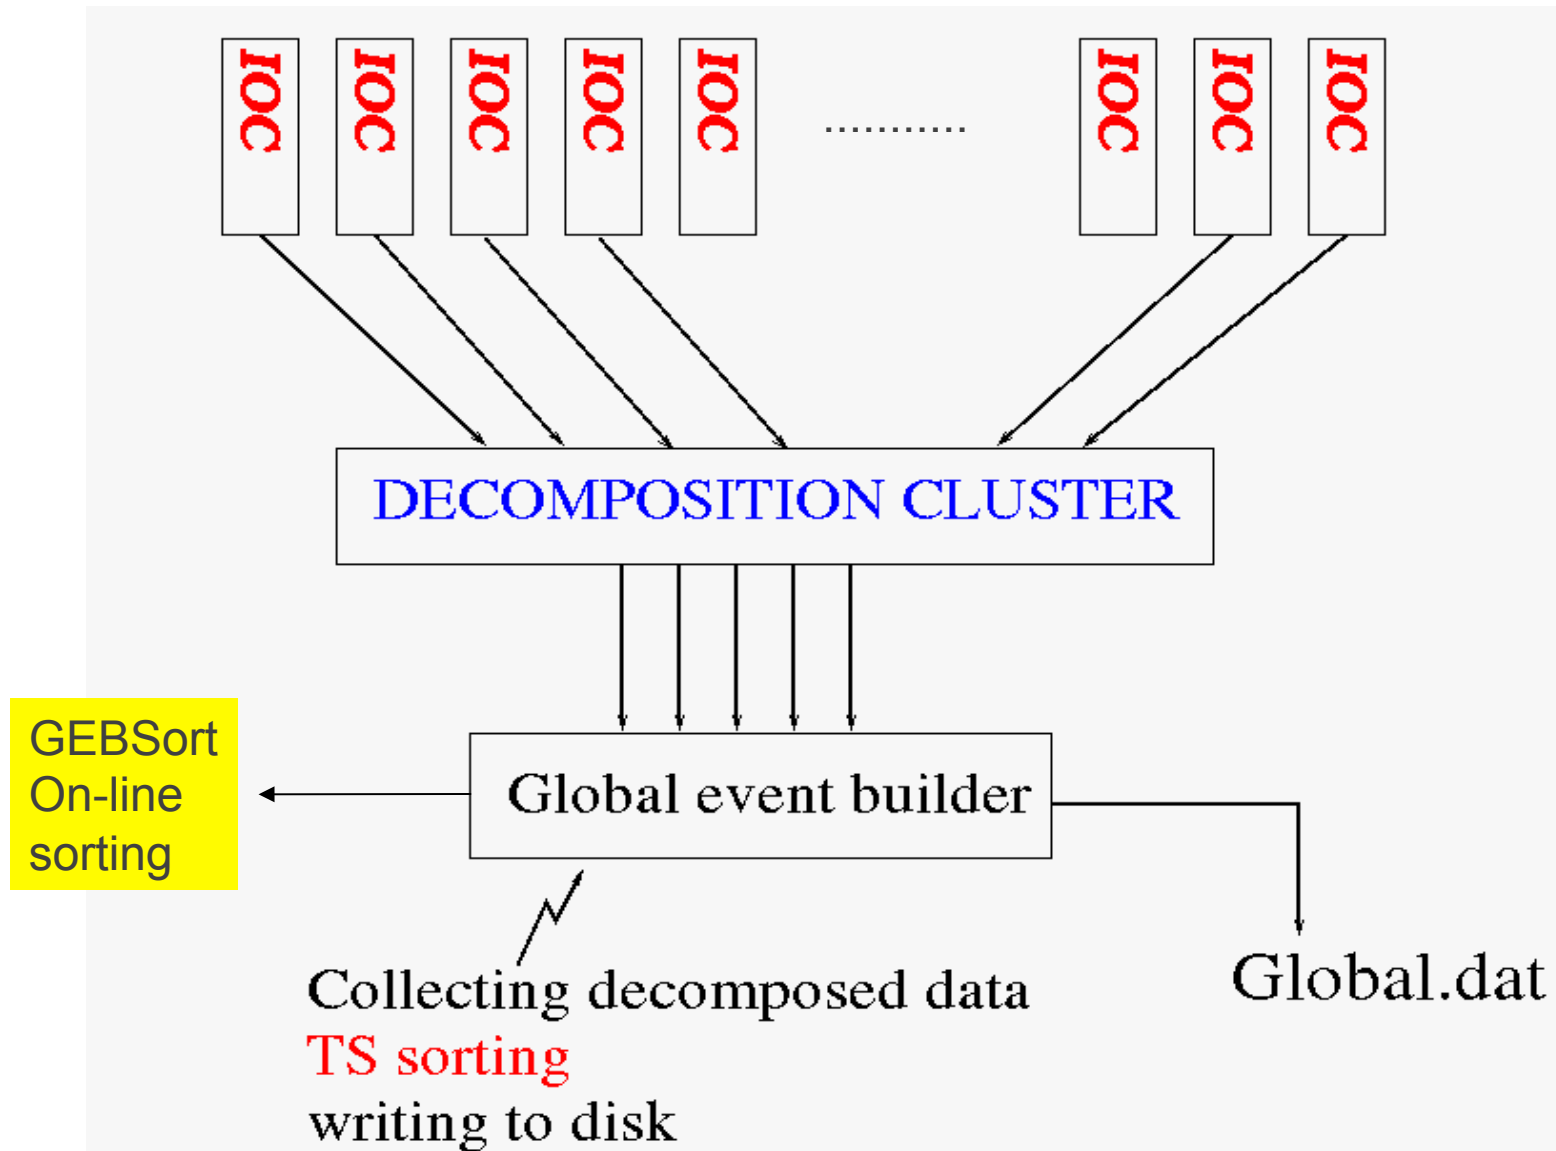 IOC
IOC
IOC
IOC
IOC
...........
IOC
IOC
IOC
DECOMPOSITION CLUSTER
GEBSort
On-line
sorting
Global event builder
Collecting decomposed data
TS sorting
writing to disk
Global.dat